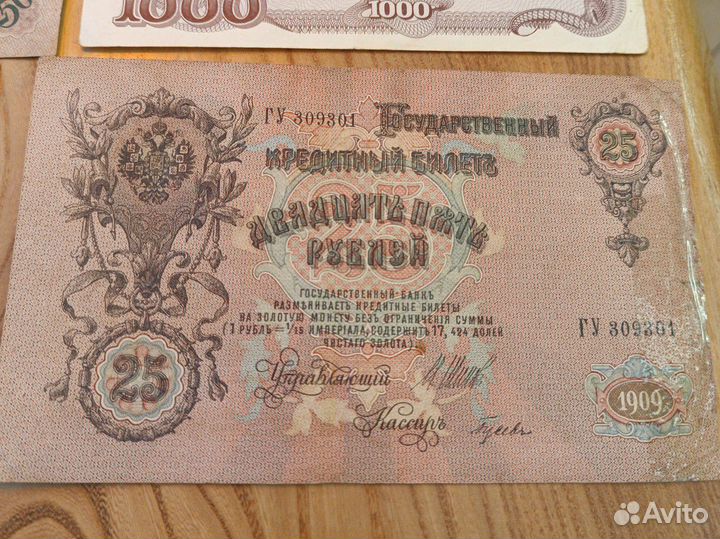 50
1000
1000
ГУ 309301
Государственный
Кредитный Билетъ
Двадцать пять
рублей
25
25
25
Государственный Банкъ
размѣниваетъ кредитные билеты
на золотую монету безъ ограниченія суммы
(1 рубль = 1/15 имперіала, содержитъ 17,424 долей
чистаго золота).
ГУ 309301
Управляющій
Кассиръ
1909
Avito